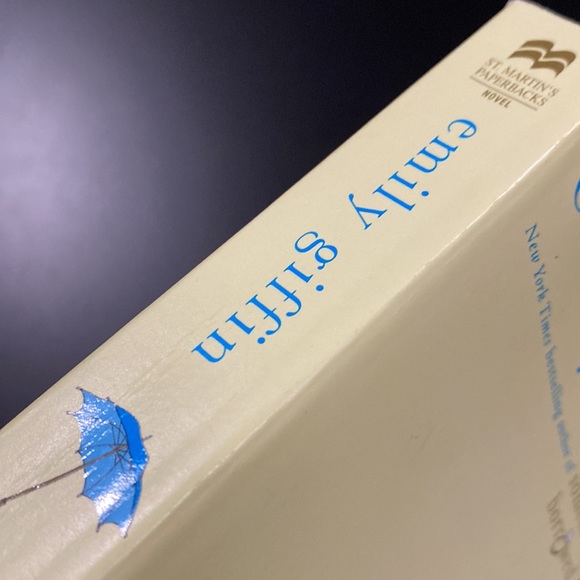 ST. MARTIN'S
PAPERBACKS
NOVEL
emily giffin
New York Times bestselling author of